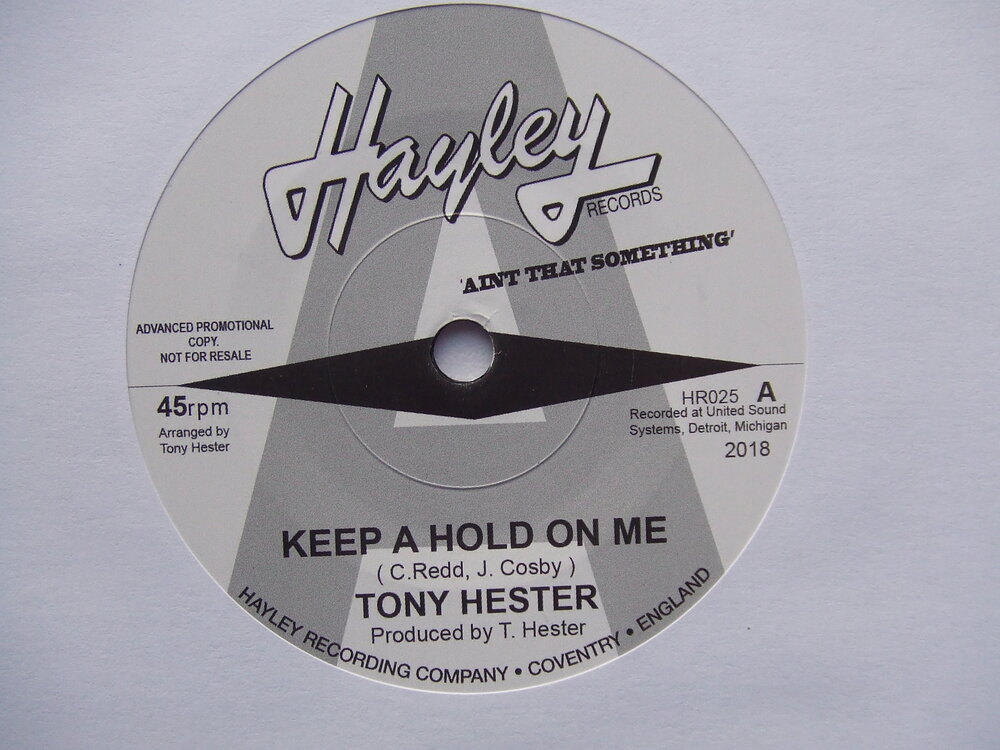 Hayley
RECORDS
'AINT THAT SOMETHING'
ADVANCED PROMOTIONAL
COPY.
NOT FOR RESALE
45rpm
Arranged by
Tony Hester
HR025 A
Recorded at United Sound
Systems, Detroit, Michigan
2018
KEEP A HOLD ON ME
( C.Redd, J. Cosby )
TONY HESTER
Produced by T. Hester
HAYLEY RECORDING COMPANY • COVENTRY • ENGLAND